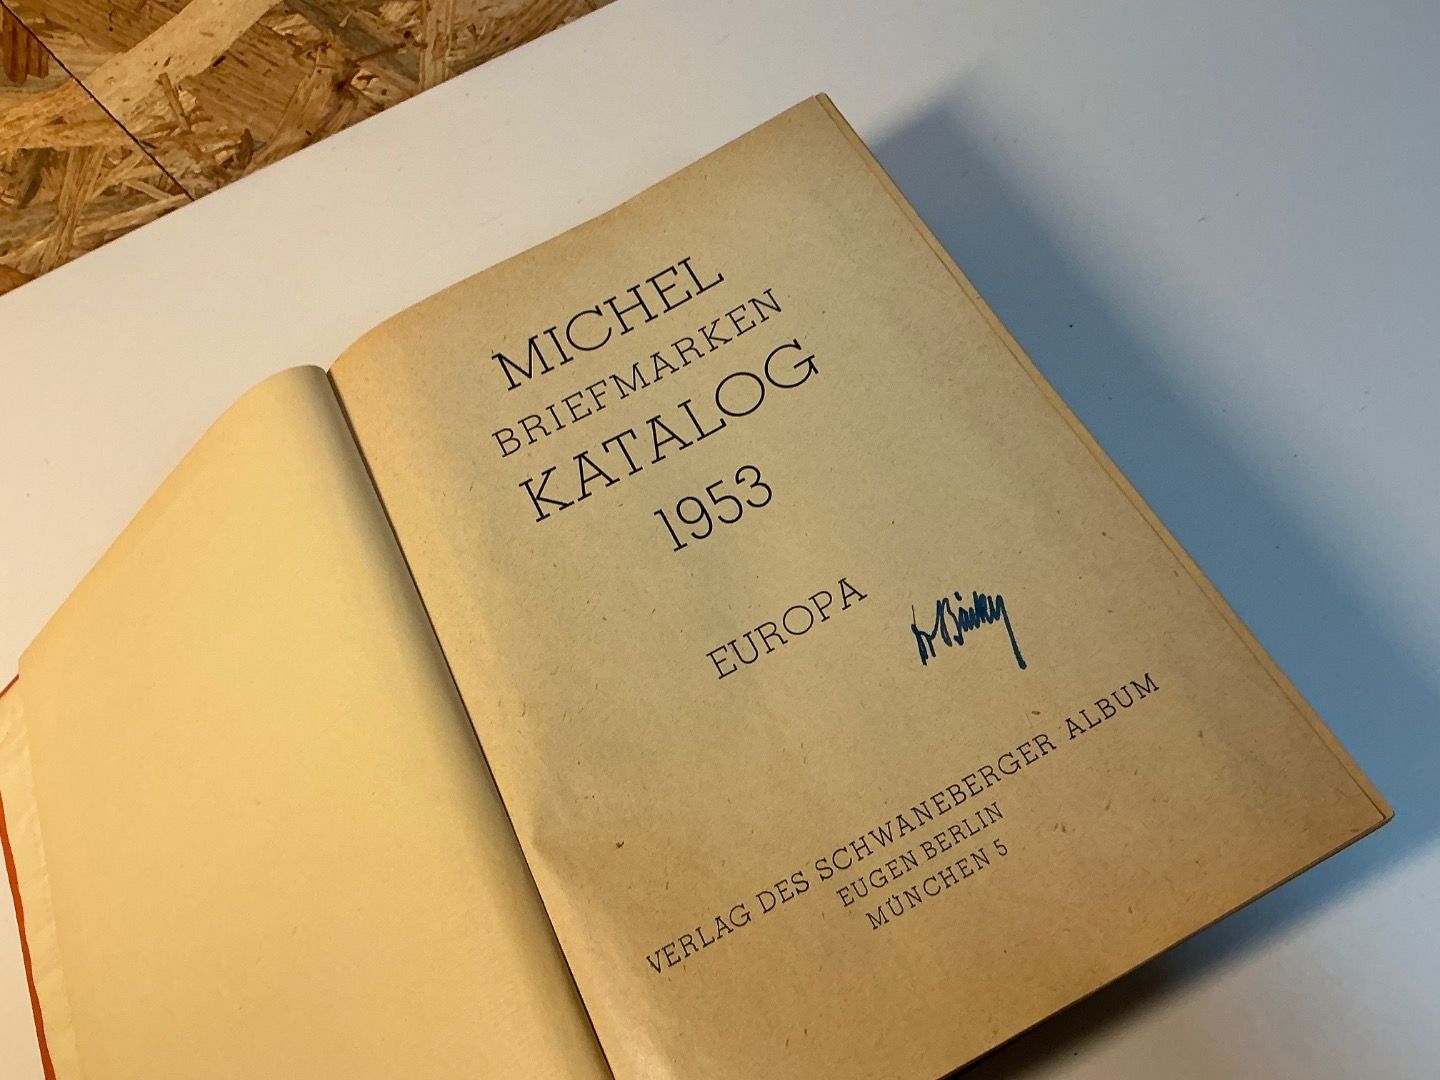 MICHEL
BRIEFMARKEN
KATALOG
1953
EUROPA
VERLAG DES SCHWANEBERGER ALBUM
EUGEN BERLIN
MÜNCHEN 5